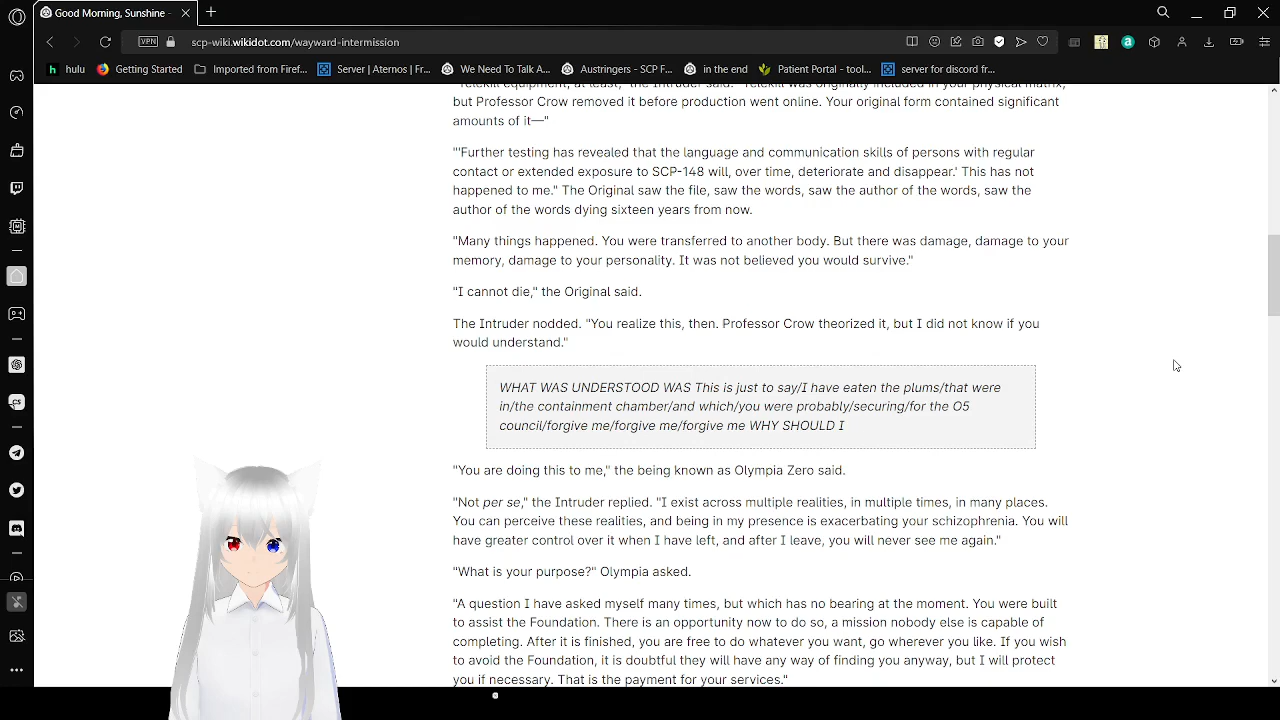 Good Morning, Sunshine -
scp-wiki.wikidot.com/wayward-intermission
VPN
hulu
Getting Started
Imported from Firef...
Server | Aternos | Fr...
We Need To Talk A...
Austringers - SCP F...
in the end
Patient Portal - tool...
server for discord fr...
"Telekill equipment, at least," the Intruder said. "Telekill was originally included in your physical matrix,
but Professor Crow removed it before production went online. Your original form contained significant
amounts of it—"
"'Further testing has revealed that the language and communication skills of persons with regular
contact or extended exposure to SCP-148 will, over time, deteriorate and disappear.' This has not
happened to me." The Original saw the file, saw the words, saw the author of the words, saw the
author of the words dying sixteen years from now.
"Many things happened. You were transferred to another body. But there was damage, damage to your
memory, damage to your personality. It was not believed you would survive."
"I cannot die," the Original said.
The Intruder nodded. "You realize this, then. Professor Crow theorized it, but I did not know if you
would understand."
WHAT WAS UNDERSTOOD WAS This is just to say/I have eaten the plums/that were
in/the containment chamber/and which/you were probably/securing/for the O5
council/forgive me/forgive me/forgive me WHY SHOULD I
"You are doing this to me," the being known as Olympia Zero said.
"Not per se," the Intruder replied. "I exist across multiple realities, in multiple times, in many places.
You can perceive these realities, and being in my presence is exacerbating your schizophrenia. You will
have greater control over it when I have left, and after I leave, you will never see me again."
"What is your purpose?" Olympia asked.
"A question I have asked myself many times, but which has no bearing at the moment. You were built
to assist the Foundation. There is an opportunity now to do so, a mission nobody else is capable of
completing. After it is finished, you are free to do whatever you want, go wherever you like. If you wish
to avoid the Foundation, it is doubtful they will have any way of finding you anyway, but I will protect
you if necessary. That is the payment for your services."